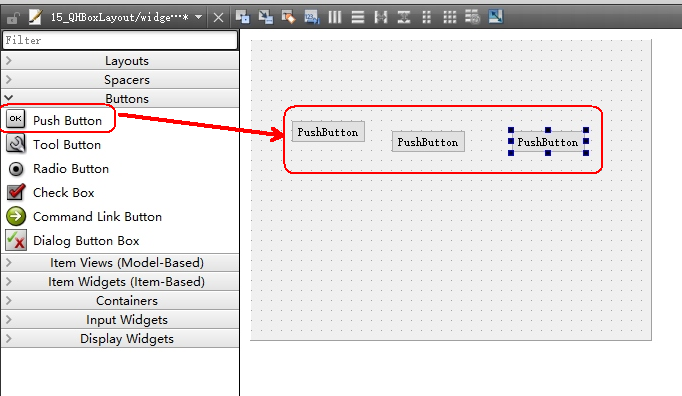 15_QHBoxLayout/widge…*
Filter
Layouts
Spacers
Buttons
OK Push Button
Tool Button
Radio Button
Check Box
Command Link Button
Dialog Button Box
Item Views (Model-Based)
Item Widgets (Item-Based)
Containers
Input Widgets
Display Widgets
PushButton
PushButton
PushButton